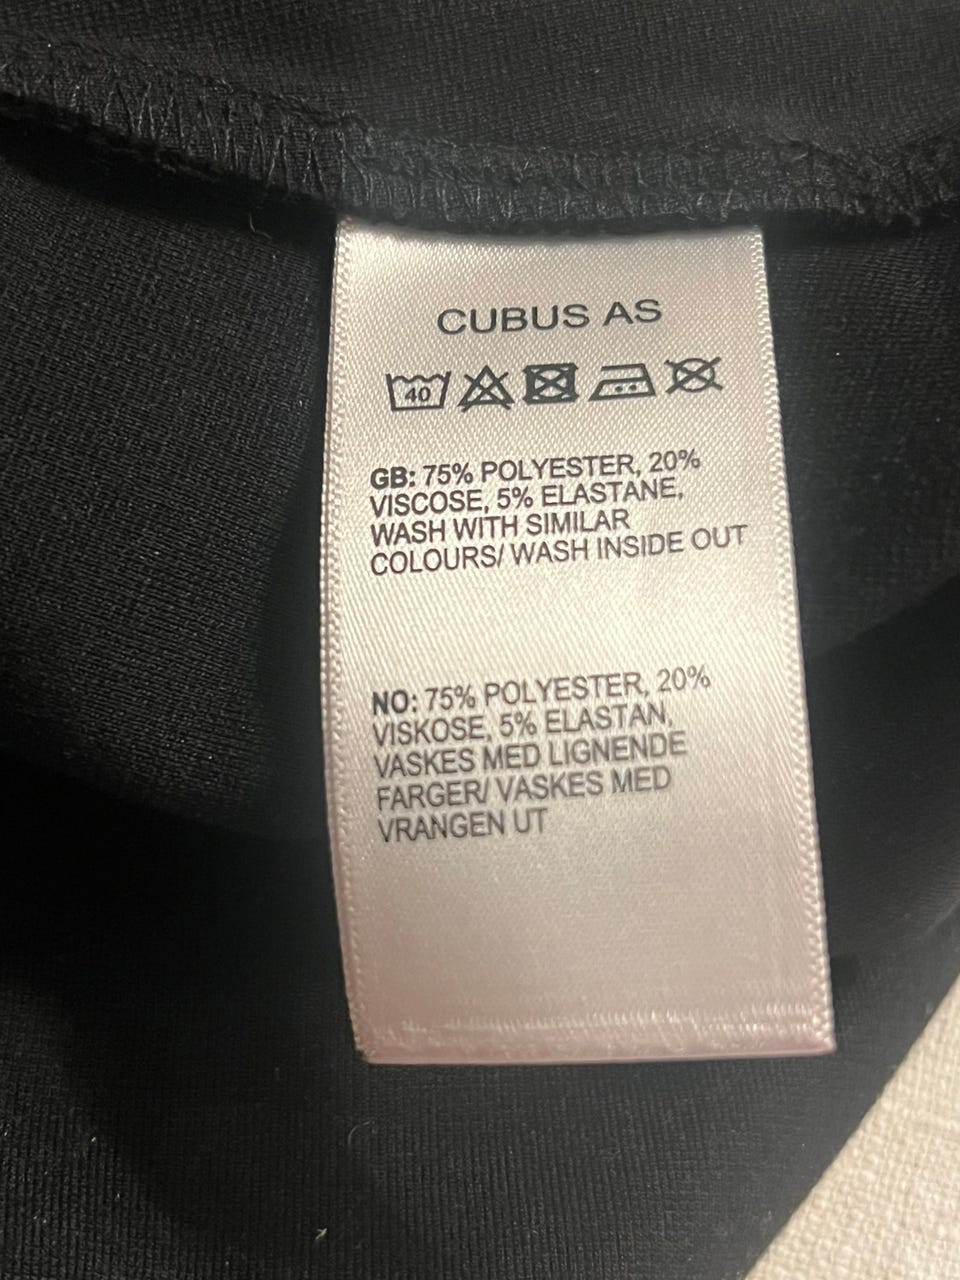 CUBUS AS
40
GB: 75% POLYESTER, 20%
VISCOSE, 5% ELASTANE,
WASH WITH SIMILAR
COLOURS/ WASH INSIDE OUT
NO: 75% POLYESTER, 20%
VISKOSE, 5% ELASTAN,
VASKES MED LIGNENDE
FARGER/ VASKES MED
VRANGEN UT